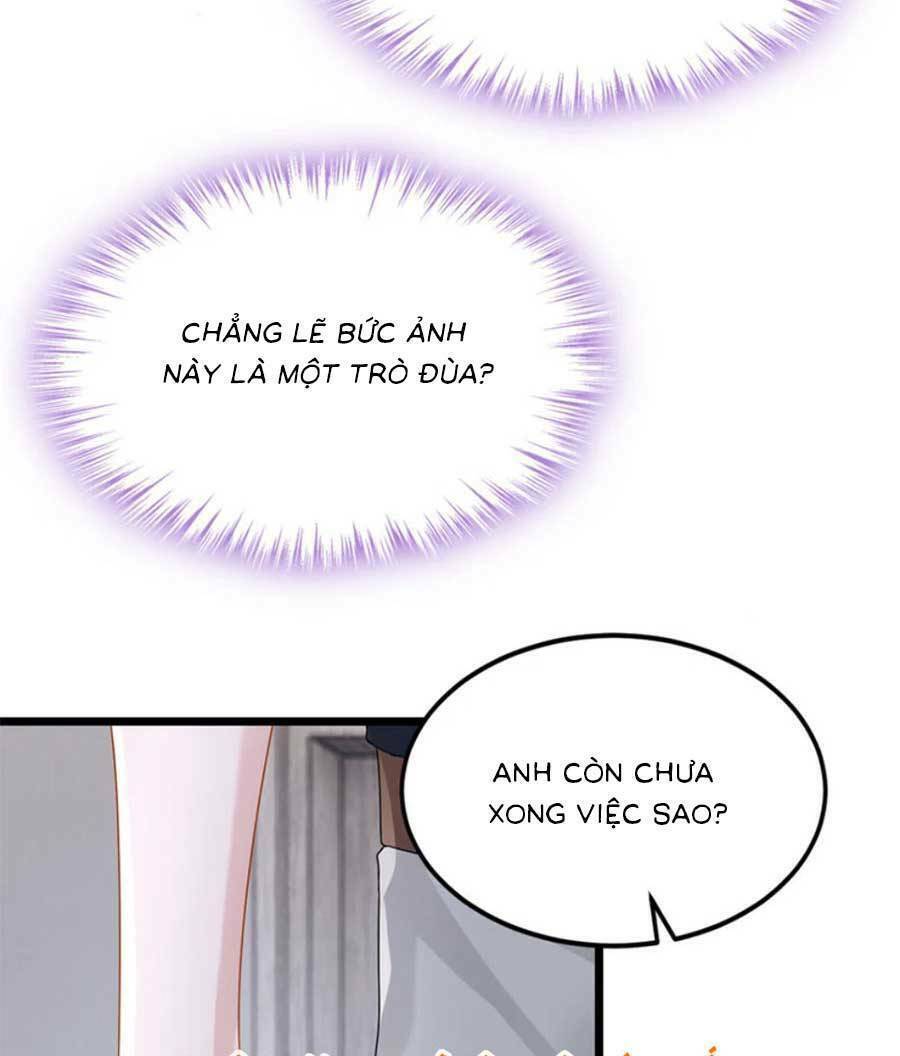 CHẲNG LẼ BỨC ẢNH
NÀY LÀ MỘT TRÒ ĐÙA?
ANH CÒN CHƯA
XONG VIỆC SAO?